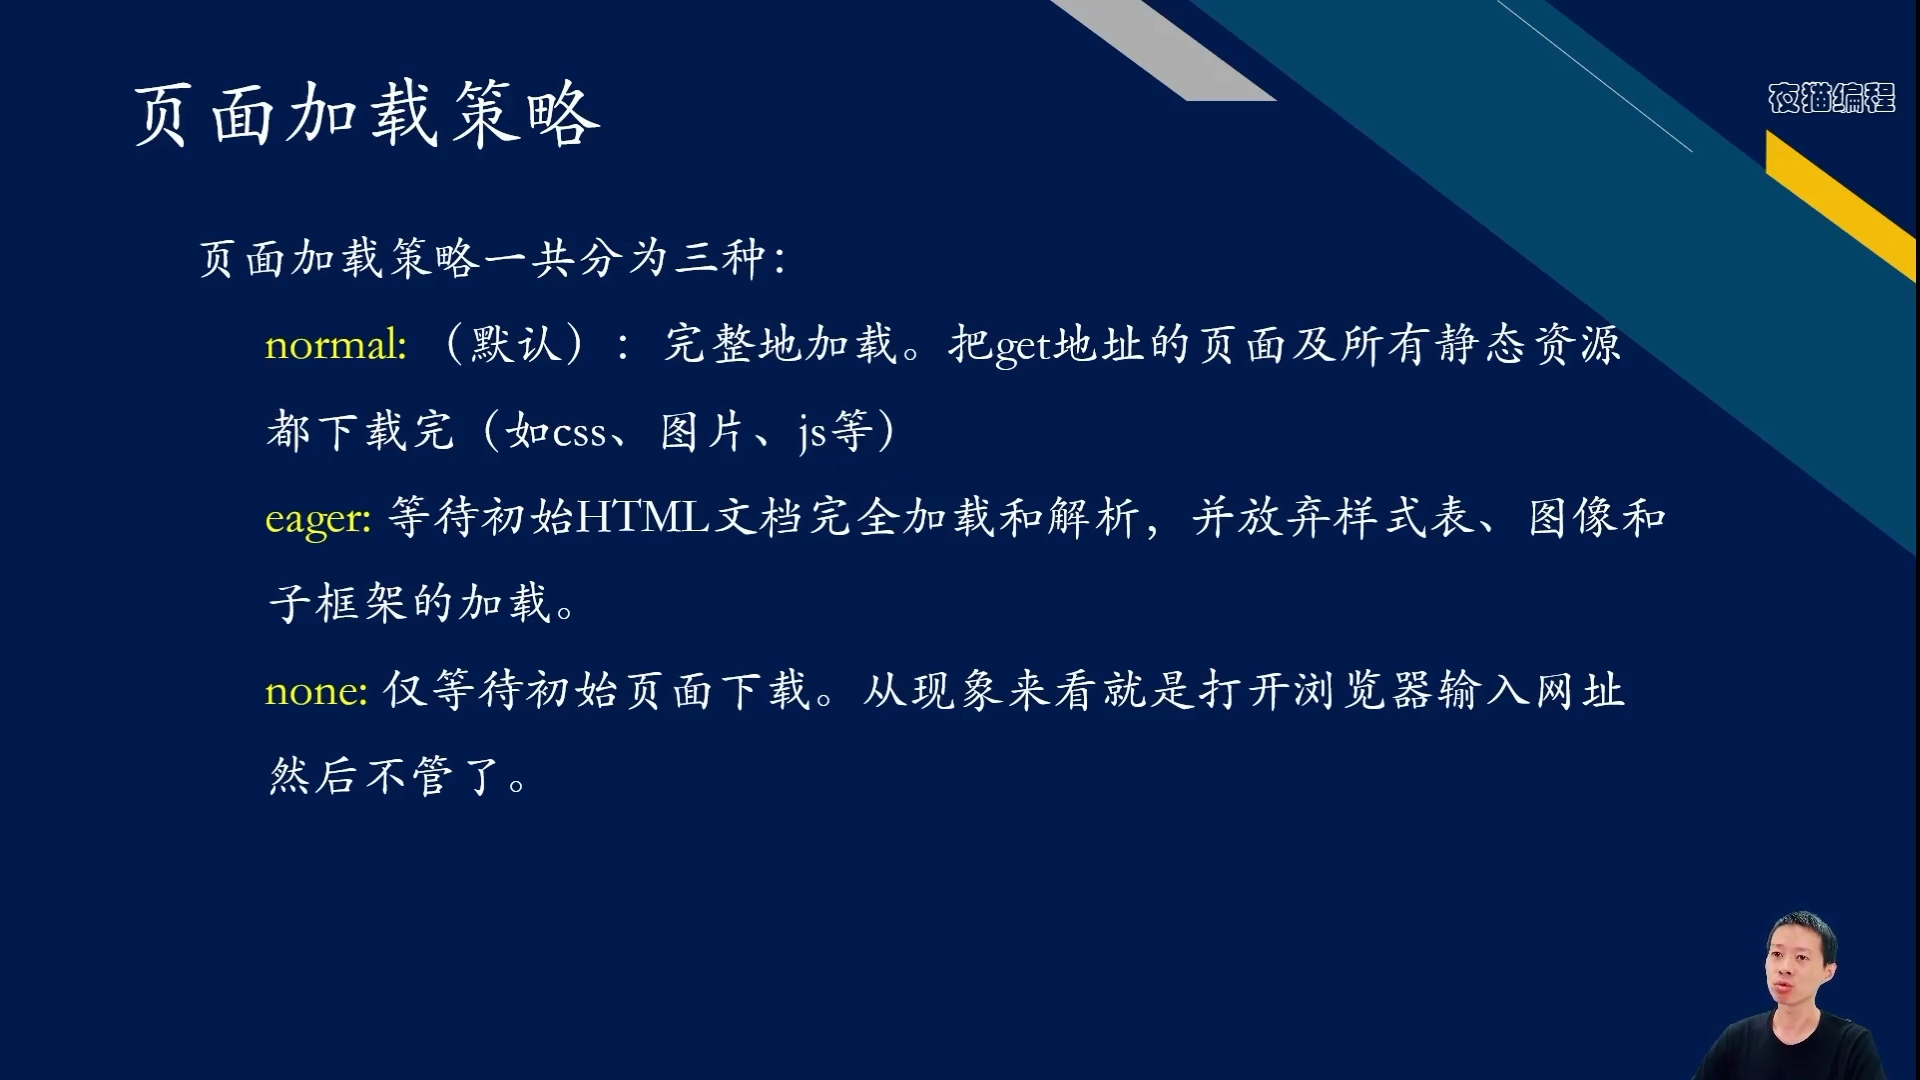 页面加载策略
夜猫编程
页面加载策略一共分为三种：
normal: （默认）： 完整地加载。把get地址的页面及所有静态资源
都下载完（如css、图片、js等）
eager: 等待初始HTML文档完全加载和解析，并放弃样式表、图像和
子框架的加载。
none: 仅等待初始页面下载。从现象来看就是打开浏览器输入网址
然后不管了。